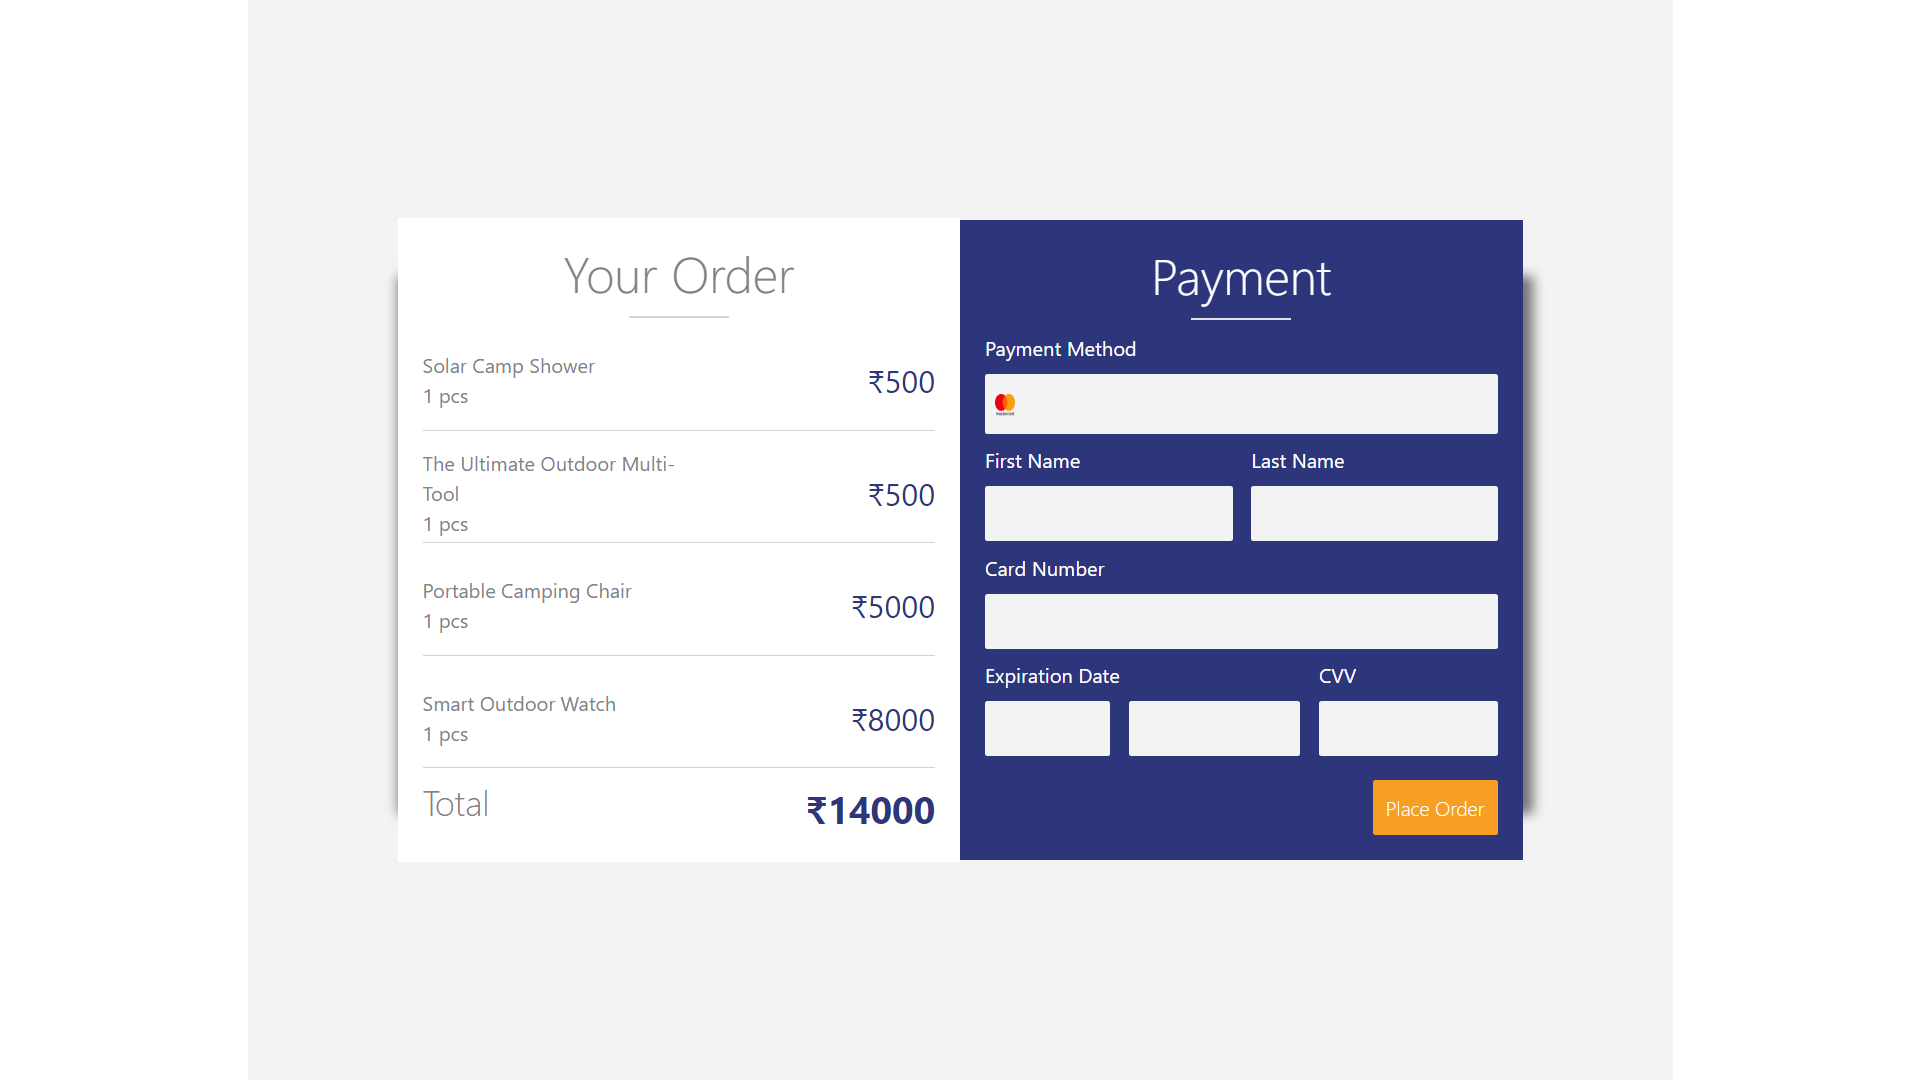 Your Order
Solar Camp Shower
1 pcs
₹500
The Ultimate Outdoor Multi-
Tool
1 pcs
₹500
Portable Camping Chair
1 pcs
₹5000
Smart Outdoor Watch
1 pcs
₹8000
Total
₹14000
Payment
Payment Method
mastercard
First Name
Last Name
Card Number
Expiration Date
CVV
Place Order